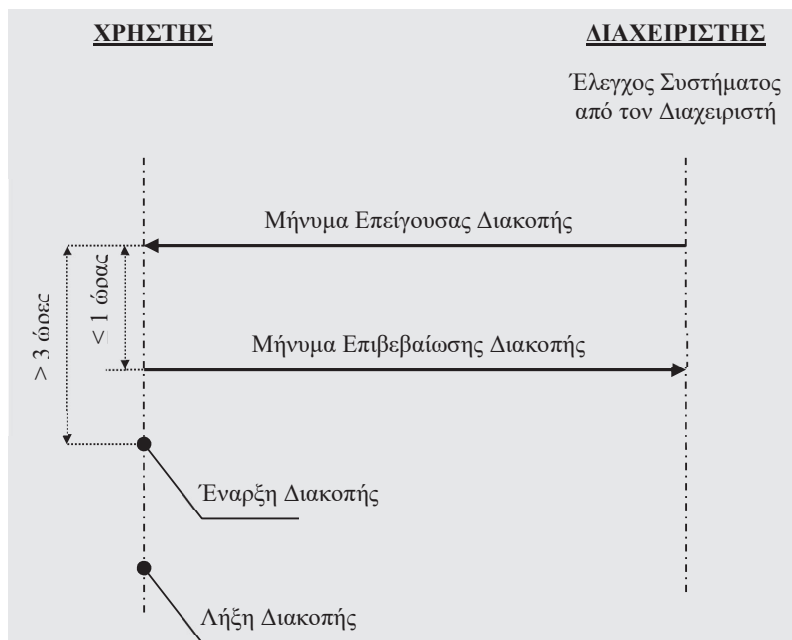 ΧΡΗΣΤΗΣ
ΔΙΑΧΕΙΡΙΣΤΗΣ
Έλεγχος Συστήματος
από τον Διαχειριστή
Μήνυμα Επείγουσας Διακοπής
> 3 ώρες
≤ 1 ώρας
Μήνυμα Επιβεβαίωσης Διακοπής
Έναρξη Διακοπής
Λήξη Διακοπής